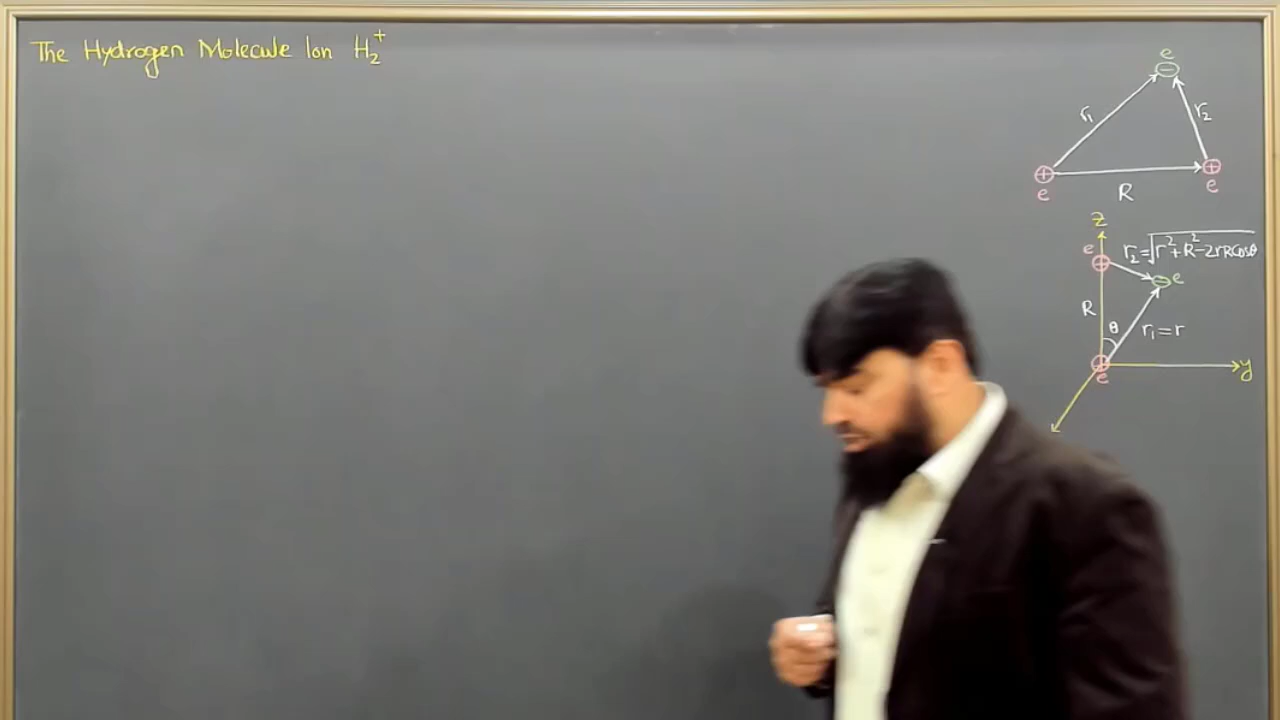 The Hydrogen Molecule Ion H₂⁺
e
⊖
r₁
r₂
⊕
⊕
e
R
e
z
e
⊕
r₂=√r²+R²-2rRcosθ
⊖ e
R
θ
r₁=r
⊕
e
y